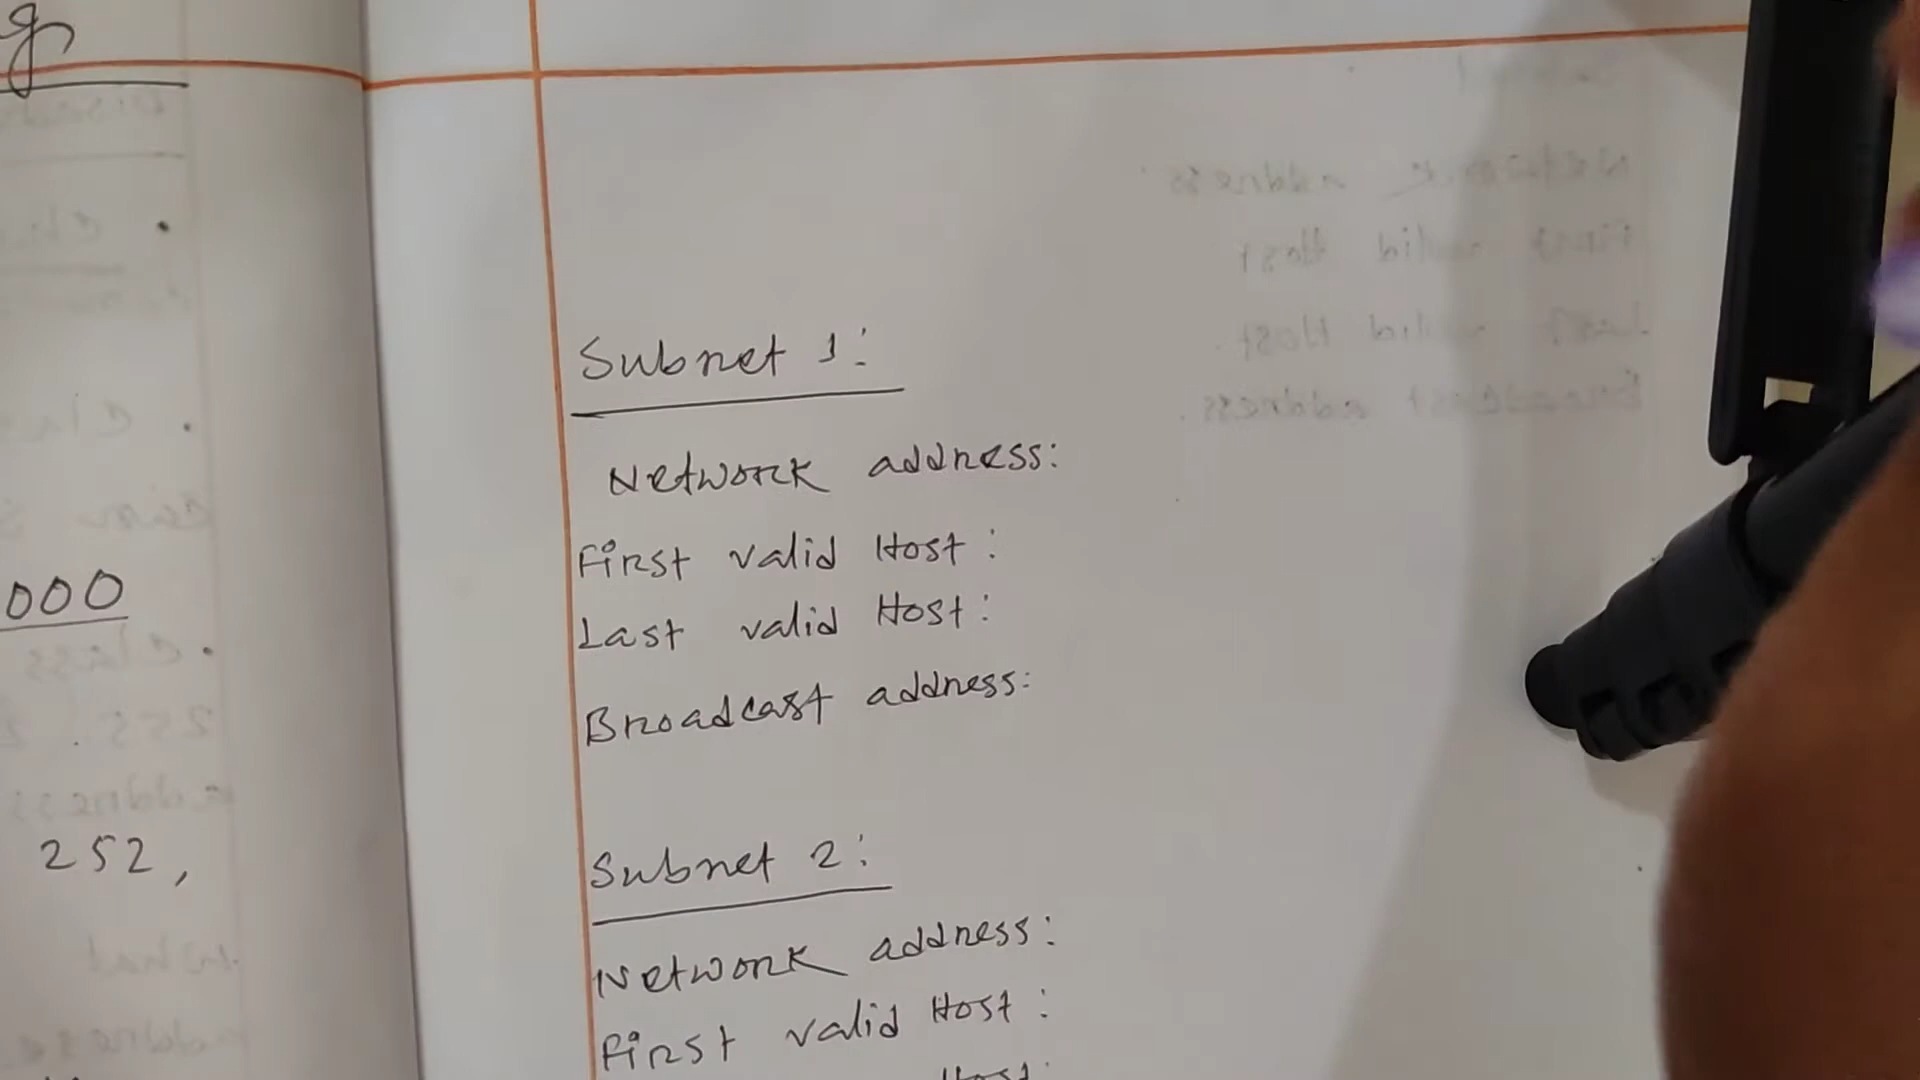 g
000
252,
Subnet 1:
Network address:
First valid Host:
Last valid Host:
Broadcast address:
Subnet 2:
Network address:
First valid Host:
Host: